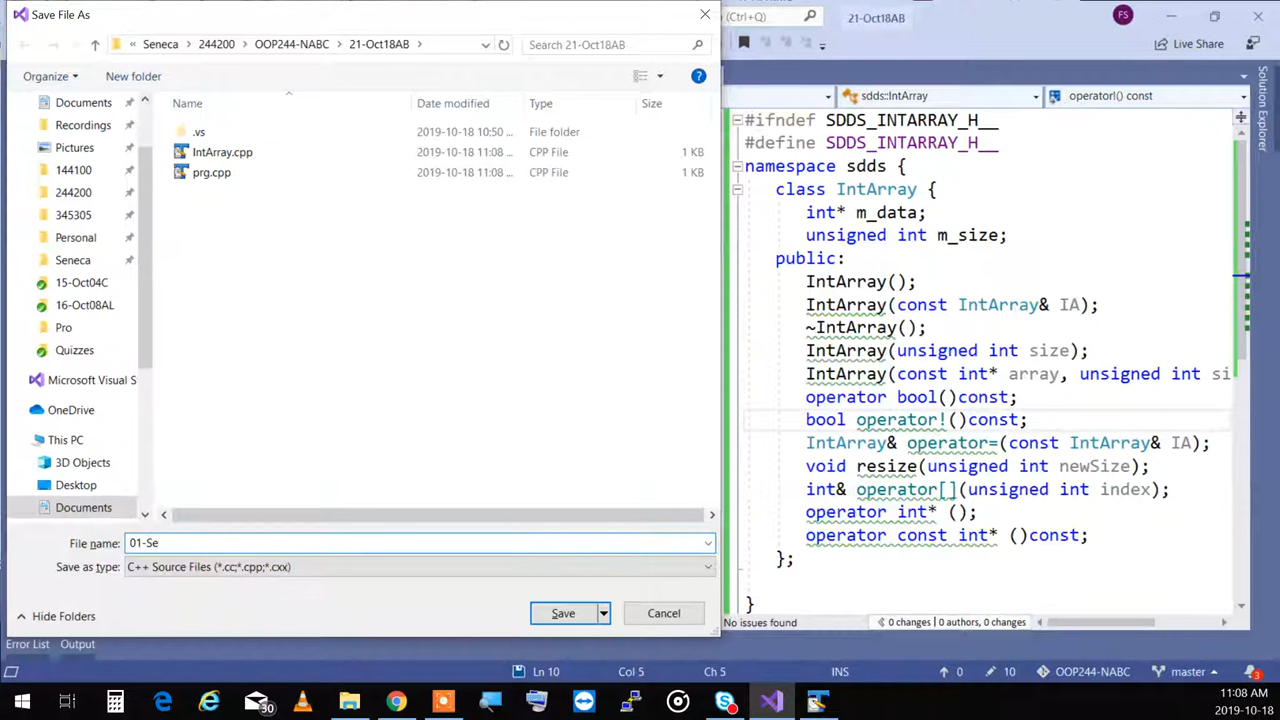 Save File As
(Ctrl+Q)
21-Oct18AB
FS
« Seneca > 244200 > OOP244-NABC > 21-Oct18AB >
Search 21-Oct18AB
Live Share
Organize
New folder
Name
Date modified
Type
Size
.vs
2019-10-18 10:50 ...
File folder
IntArray.cpp
2019-10-18 11:08 ...
CPP File
1 KB
prg.cpp
2019-10-18 11:08 ...
CPP File
1 KB
Documents
Recordings
Pictures
144100
244200
345305
Personal
Seneca
15-Oct04C
16-Oct08AL
Pro
Quizzes
Microsoft Visual S
OneDrive
This PC
3D Objects
Desktop
Documents
File name:
01-Se
Save as type:
C++ Source Files (*.cc;*.cpp;*.cxx)
Hide Folders
Save
Cancel
sdds::IntArray
operator!() const
Solution Explorer
#ifndef SDDS_INTARRAY_H__
#define SDDS_INTARRAY_H__
namespace sdds {
class IntArray {
int* m_data;
unsigned int m_size;
public:
IntArray();
IntArray(const IntArray& IA);
~IntArray();
IntArray(unsigned int size);
IntArray(const int* array, unsigned int si
operator bool()const;
bool operator!()const;
IntArray& operator=(const IntArray& IA);
void resize(unsigned int newSize);
int& operator[](unsigned int index);
operator int* ();
operator const int* ()const;
};
}
No issues found
0 changes | 0 authors, 0 changes
Error List
Output
Ln 10
Col 5
Ch 5
INS
0
10
OOP244-NABC
master
3
30
11:08 AM
2019-10-18